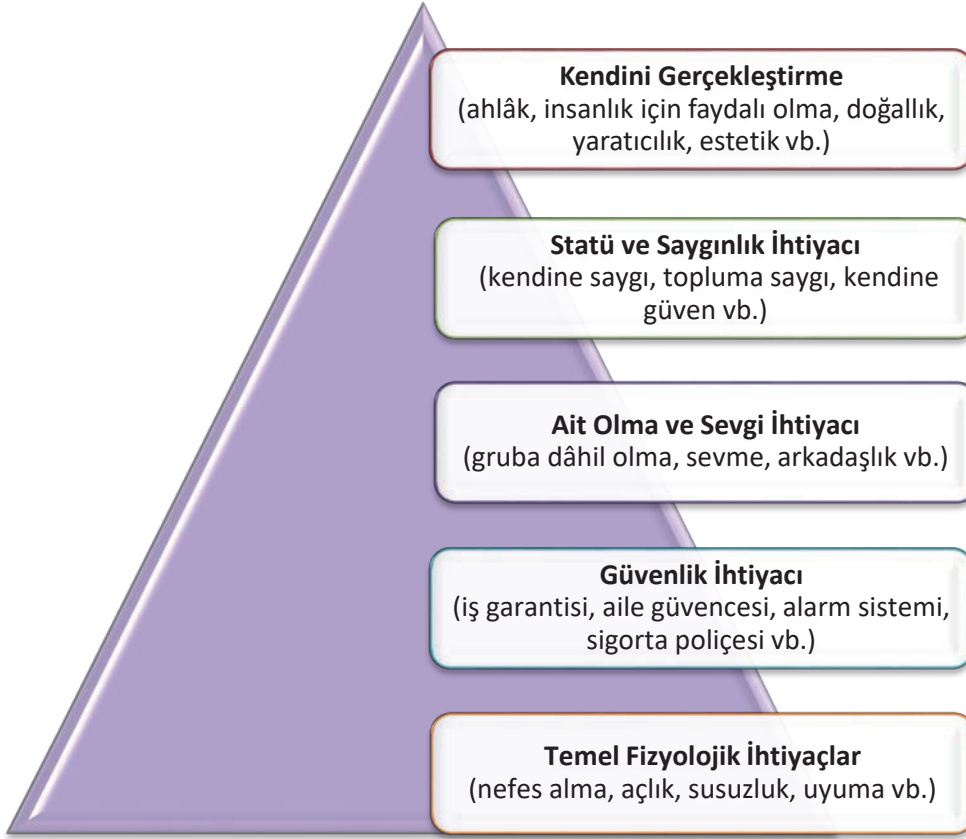 Kendini Gerçekleştirme
(ahlâk, insanlık için faydalı olma, doğallık,
yaratıcılık, estetik vb.)
Statü ve Saygınlık İhtiyacı
(kendine saygı, topluma saygı, kendine
güven vb.)
Ait Olma ve Sevgi İhtiyacı
(gruba dâhil olma, sevme, arkadaşlık vb.)
Güvenlik İhtiyacı
(iş garantisi, aile güvencesi, alarm sistemi,
sigorta poliçesi vb.)
Temel Fizyolojik İhtiyaçlar
(nefes alma, açlık, susuzluk, uyuma vb.)